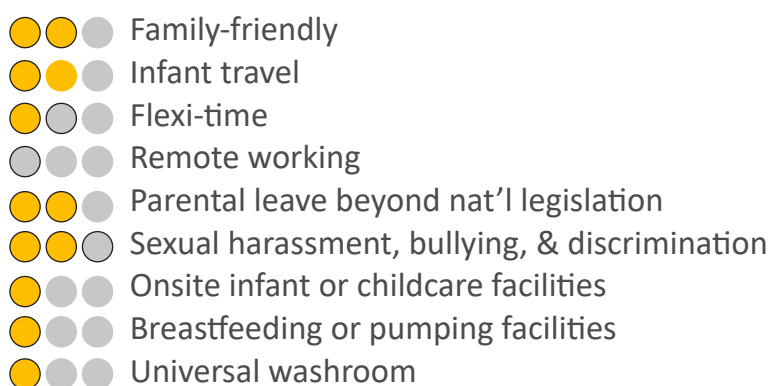 Family-friendly
Infant travel
Flexi-time
Remote working
Parental leave beyond nat’l legislation
Sexual harassment, bullying, & discrimination
Onsite infant or childcare facilities
Breastfeeding or pumping facilities
Universal washroom